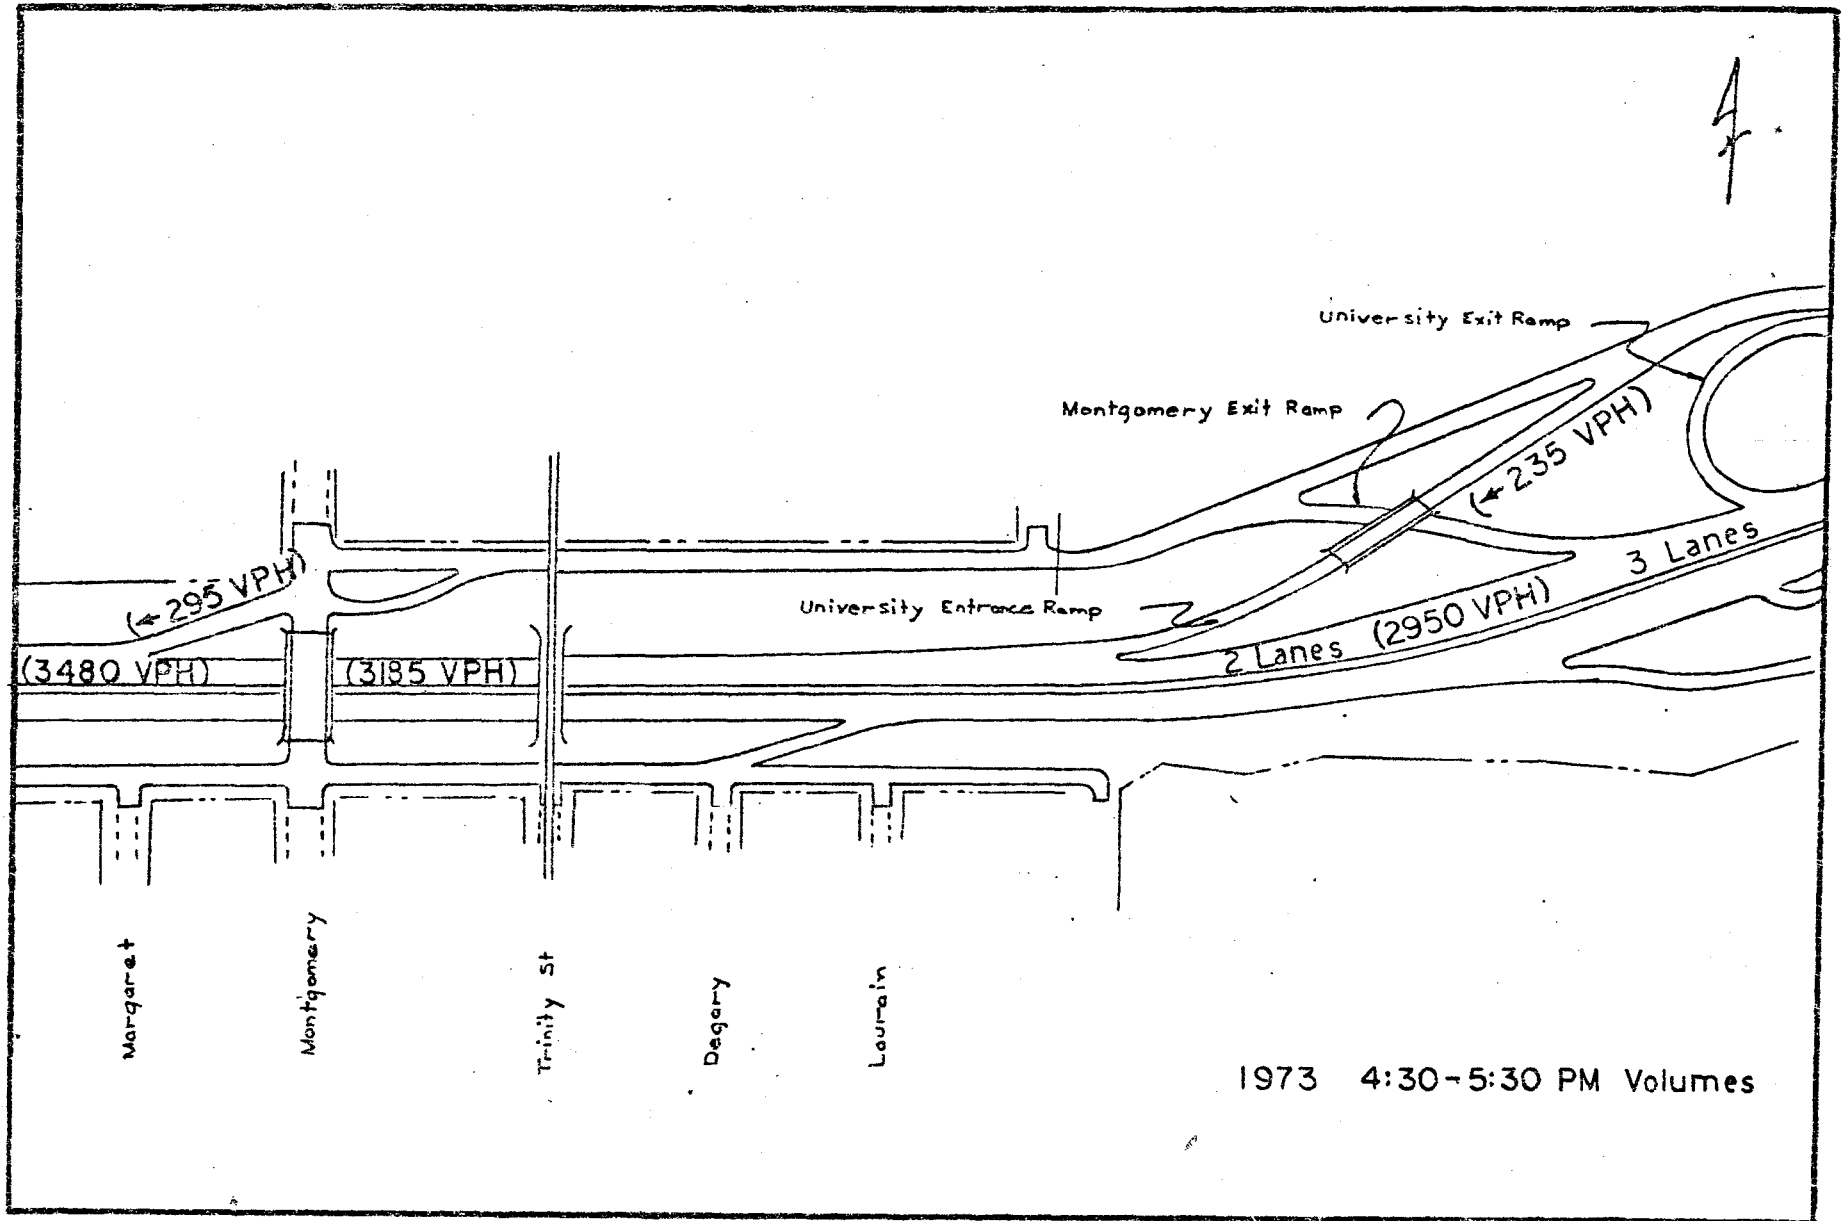 University Exit Ramp
Montgomery Exit Ramp
(← 235 VPH)
3 Lanes
(← 295 VPH)
University Entrance Ramp
2 Lanes (2950 VPH)
(3480 VPH)
(3185 VPH)
Margaret
Montgomery
Trinity St
Degary
Lourain
1973 4:30-5:30 PM Volumes